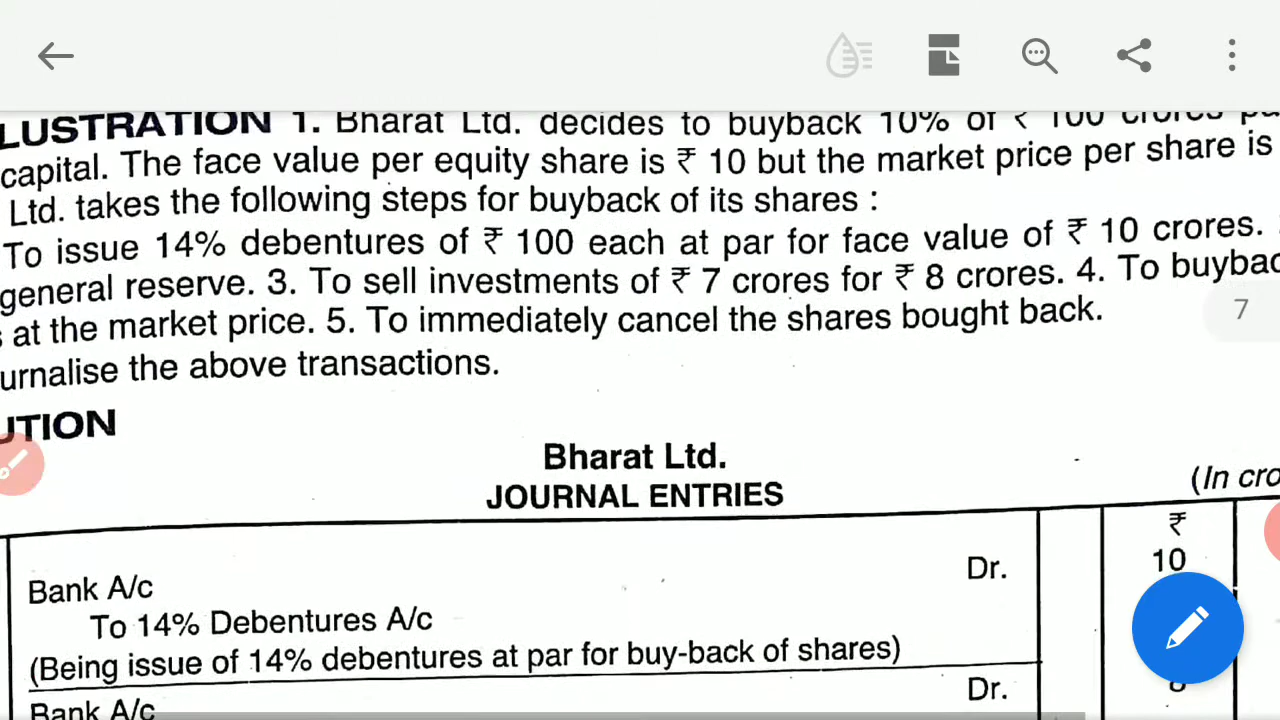 LUSTRATION 1. Bharat Ltd. decides to buyback 10% of ₹ 100 crores
capital. The face value per equity share is ₹ 10 but the market price per share is
Ltd. takes the following steps for buyback of its shares :
To issue 14% debentures of ₹ 100 each at par for face value of ₹ 10 crores.
general reserve. 3. To sell investments of ₹ 7 crores for ₹ 8 crores. 4. To buybac
at the market price. 5. To immediately cancel the shares bought back.
7
urnalise the above transactions.
UTION
Bharat Ltd.
JOURNAL ENTRIES
(In cro
₹
Bank A/c Dr. 10
To 14% Debentures A/c
(Being issue of 14% debentures at par for buy-back of shares)
Bank A/c Dr.